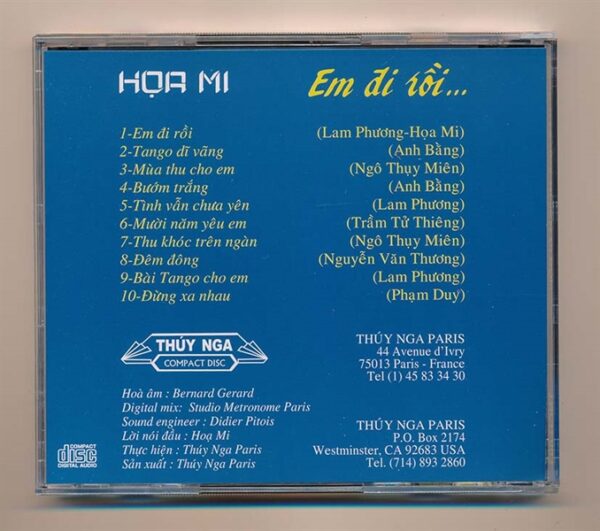 HỌA MI Em đi rồi...
1-Em đi rồi (Lam Phương-Họa Mi)
2-Tango dĩ vãng (Anh Bằng)
3-Mùa thu cho em (Ngô Thụy Miên)
4-Bướm trắng (Anh Bằng)
5-Tình vẫn chưa yên (Lam Phương)
6-Mười năm yêu em (Trầm Tử Thiêng)
7-Thu khóc trên ngàn (Ngô Thụy Miên)
8-Đêm đông (Nguyễn Văn Thương)
9-Bài Tango cho em (Lam Phương)
10-Đừng xa nhau (Phạm Duy)
THÚY NGA
COMPACT DISC
THÚY NGA PARIS
44 Avenue d'Ivry
75013 Paris - France
Tel (1) 45 83 34 30
Hoà âm : Bernard Gerard
Digital mix: Studio Metronome Paris
Sound engineer : Didier Pitois
Lời nói đầu : Hoạ Mi
Thực hiện : Thúy Nga Paris
Sản xuất : Thúy Nga Paris
THÚY NGA PARIS
P.O. Box 2174
Westminster, CA 92683 USA
Tel. (714) 893 2860
COMPACT
disc
DIGITAL AUDIO